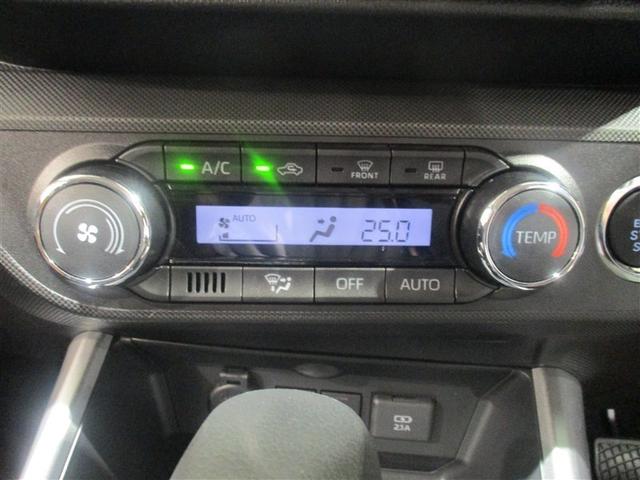 A/C
FRONT
REAR
AUTO
25.0
TEMP
OFF
AUTO
2.1A